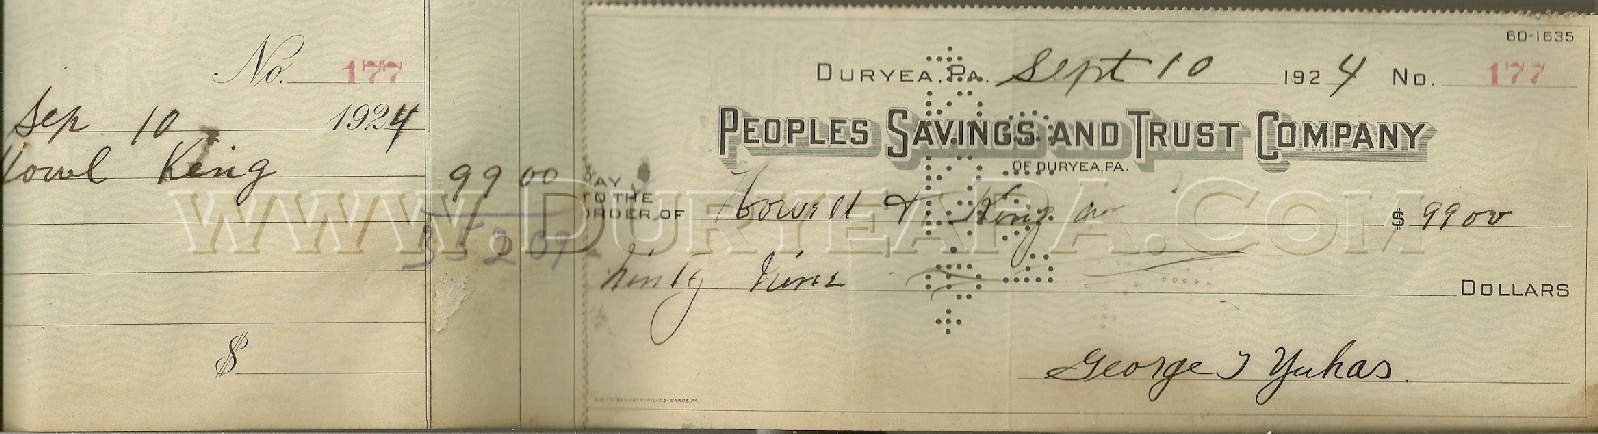 No. 177
Sep 10 1924
Howl King 99 00
$
60-1635
DURYEA, PA. Sept 10 1924 No. 177
PEOPLES SAVINGS AND TRUST COMPANY
OF DURYEA, PA.
PAY
TO THE
ORDER OF Howell & King $ 99 00
Ninty Nine DOLLARS
George J Yuhas
WWW.DURYEAPA.COM